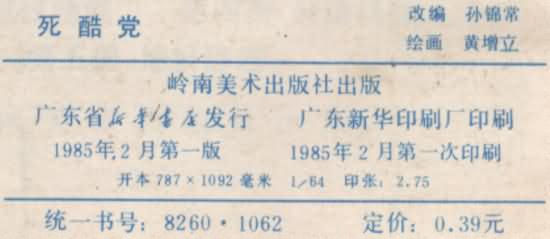 死酷党
改编 孙锦常
绘画 黄增立
岭南美术出版社出版
广东省新华书店发行 广东新华印刷厂印刷
1985年2月第一版 1985年2月第一次印刷
开本787×1092毫米 1/64 印张:2.75
统一书号:8260·1062 定价:0.39元